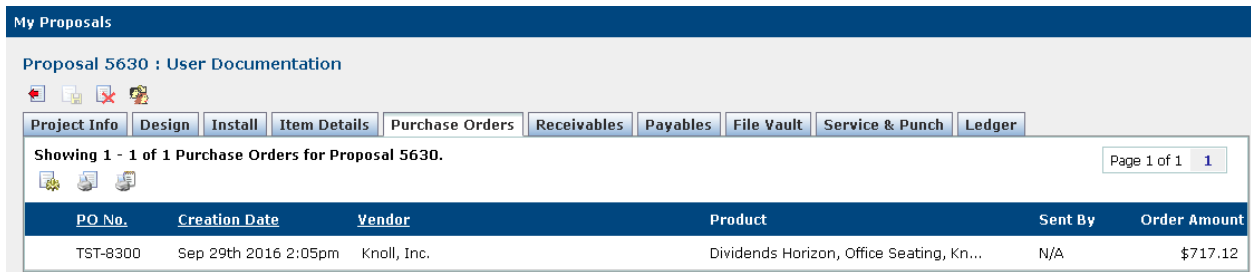 My Proposals
Proposal 5630 : User Documentation
Project Info Design Install Item Details Purchase Orders Receivables Payables File Vault Service & Punch Ledger
Showing 1 - 1 of 1 Purchase Orders for Proposal 5630.
Page 1 of 1 1
PO No. Creation Date Vendor Product Sent By Order Amount
TST-8300 Sep 29th 2016 2:05pm Knoll, Inc. Dividends Horizon, Office Seating, Kn... N/A $717.12